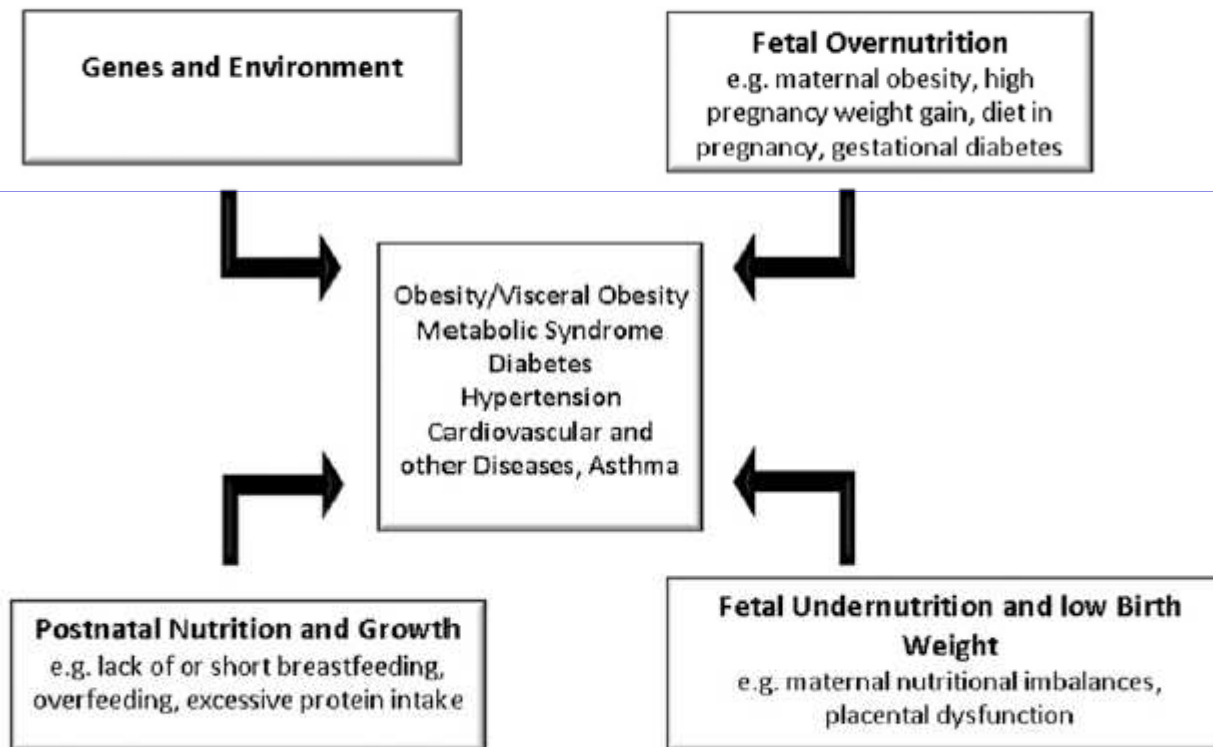 Genes and Environment
Fetal Overnutrition
e.g. maternal obesity, high
pregnancy weight gain, diet in
pregnancy, gestational diabetes
Obesity/Visceral Obesity
Metabolic Syndrome
Diabetes
Hypertension
Cardiovascular and
other Diseases, Asthma
Postnatal Nutrition and Growth
e.g. lack of or short breastfeeding,
overfeeding, excessive protein intake
Fetal Undernutrition and low Birth
Weight
e.g. maternal nutritional imbalances,
placental dysfunction